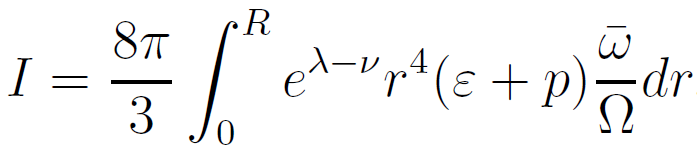 I = \frac{8\pi}{3} \int_0^R e^{\lambda-\nu} r^4 (\varepsilon + p) \frac{\bar{\omega}}{\Omega} dr